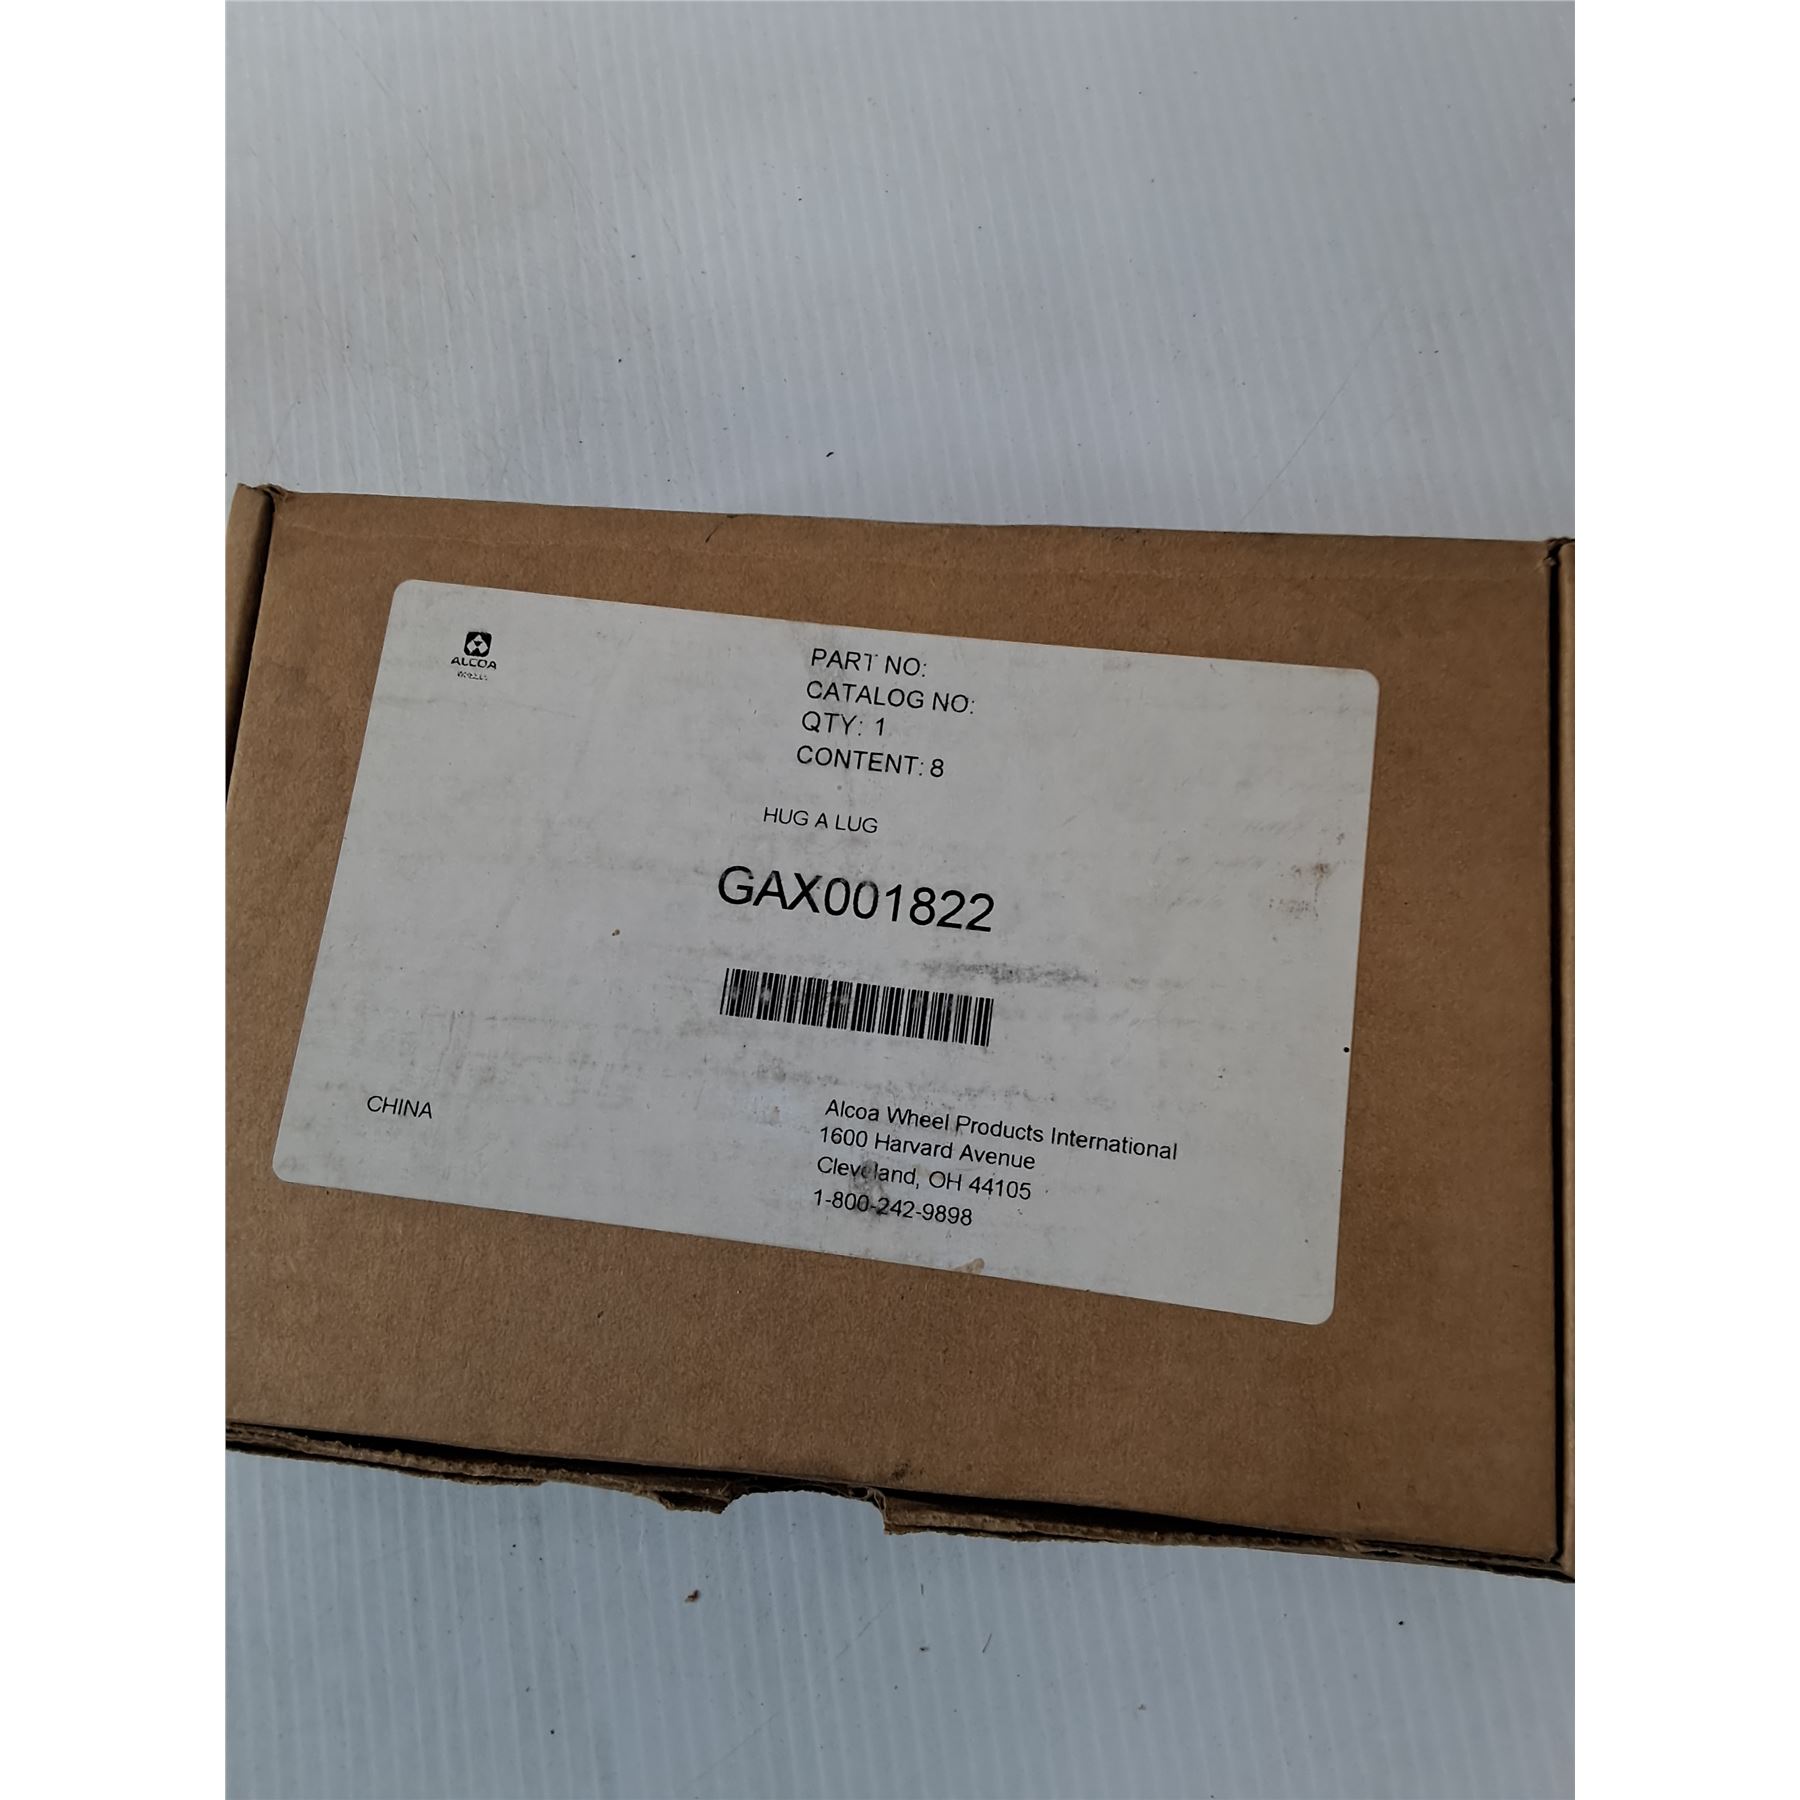 ALCOA
PART NO:
CATALOG NO:
QTY: 1
CONTENT: 8
HUG A LUG
GAX001822
CHINA
Alcoa Wheel Products International
1600 Harvard Avenue
Cleveland, OH 44105
1-800-242-9898